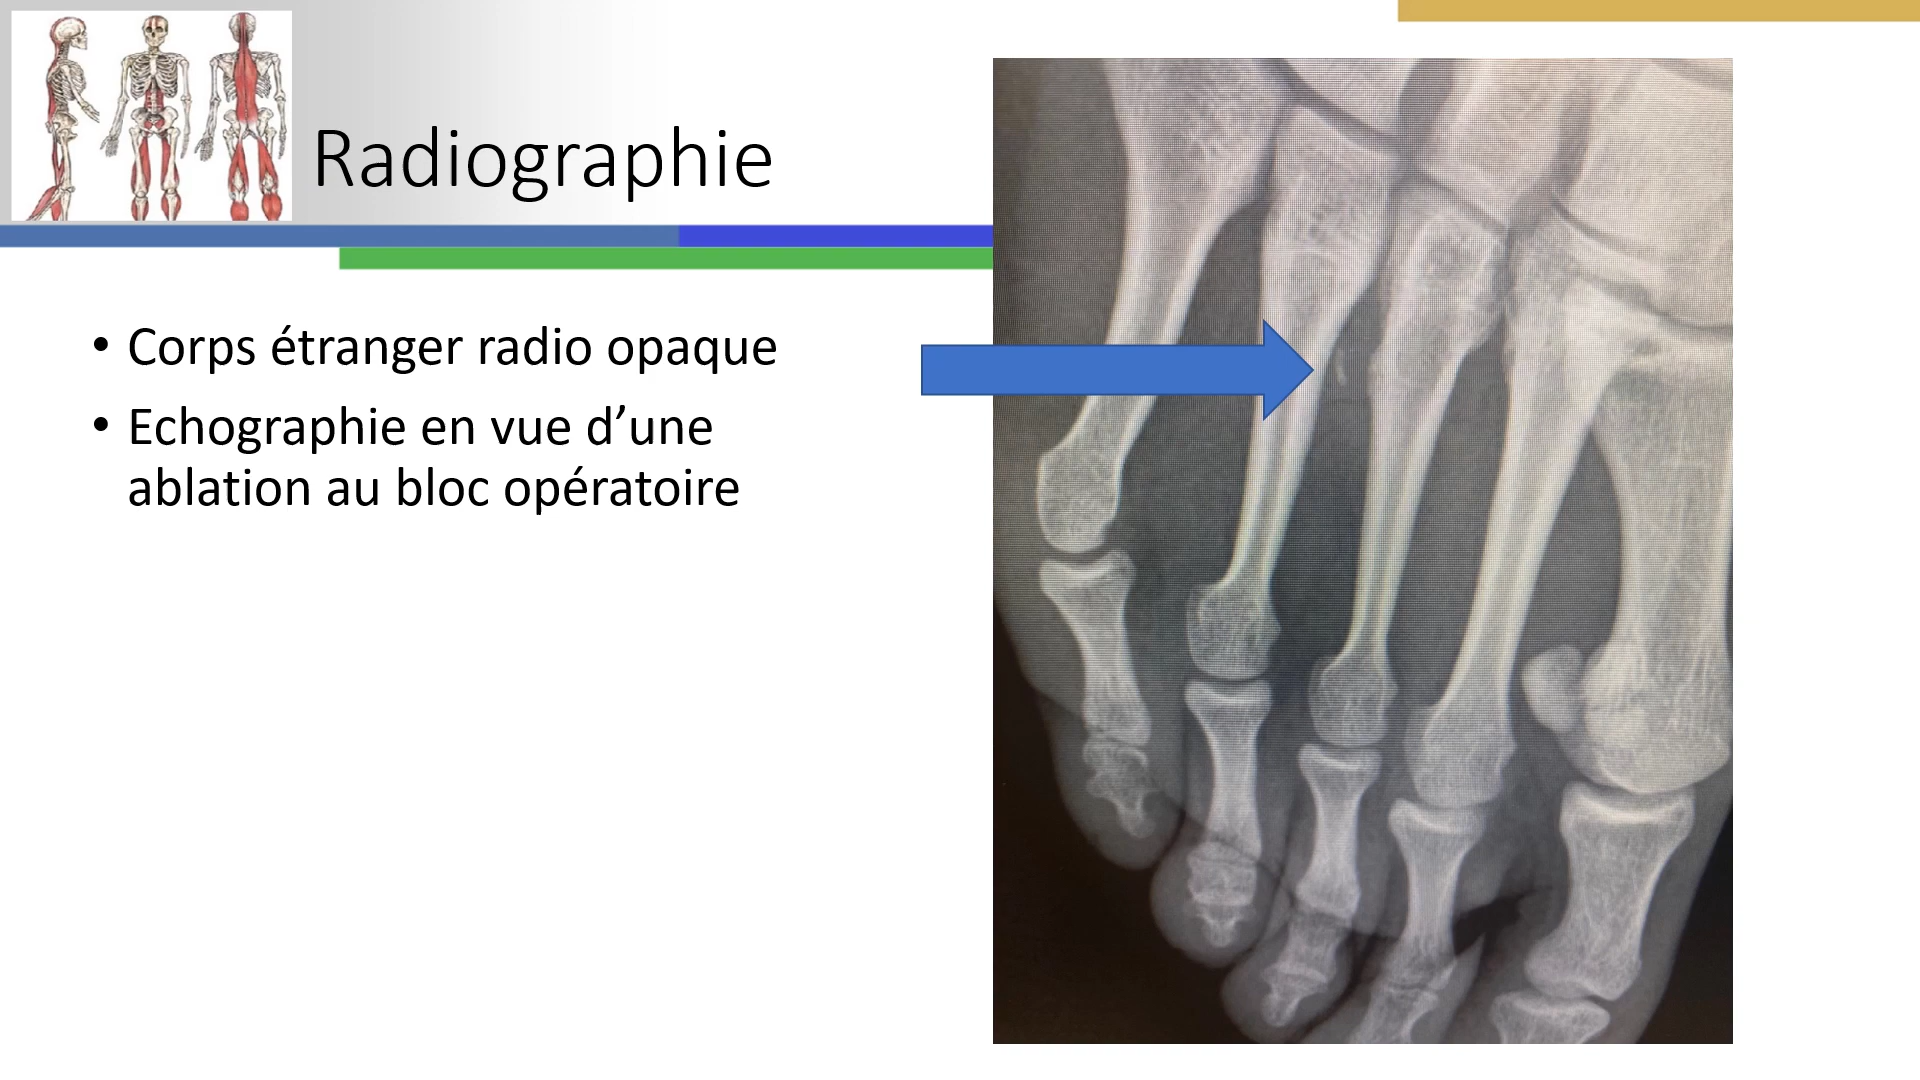 Radiographie
• Corps étranger radio opaque
• Echographie en vue d’une
ablation au bloc opératoire